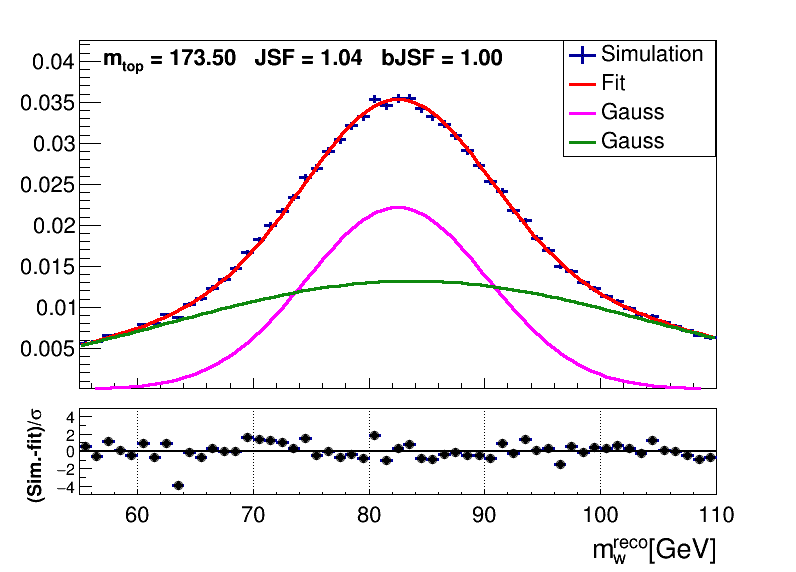 m_top = 173.50 JSF = 1.04 bJSF = 1.00
Simulation
Fit
Gauss
Gauss
0.04
0.035
0.03
0.025
0.02
0.015
0.01
0.005
(Sim.-fit)/σ
4
2
0
−2
−4
60 70 80 90 100 110
m_w^reco[GeV]